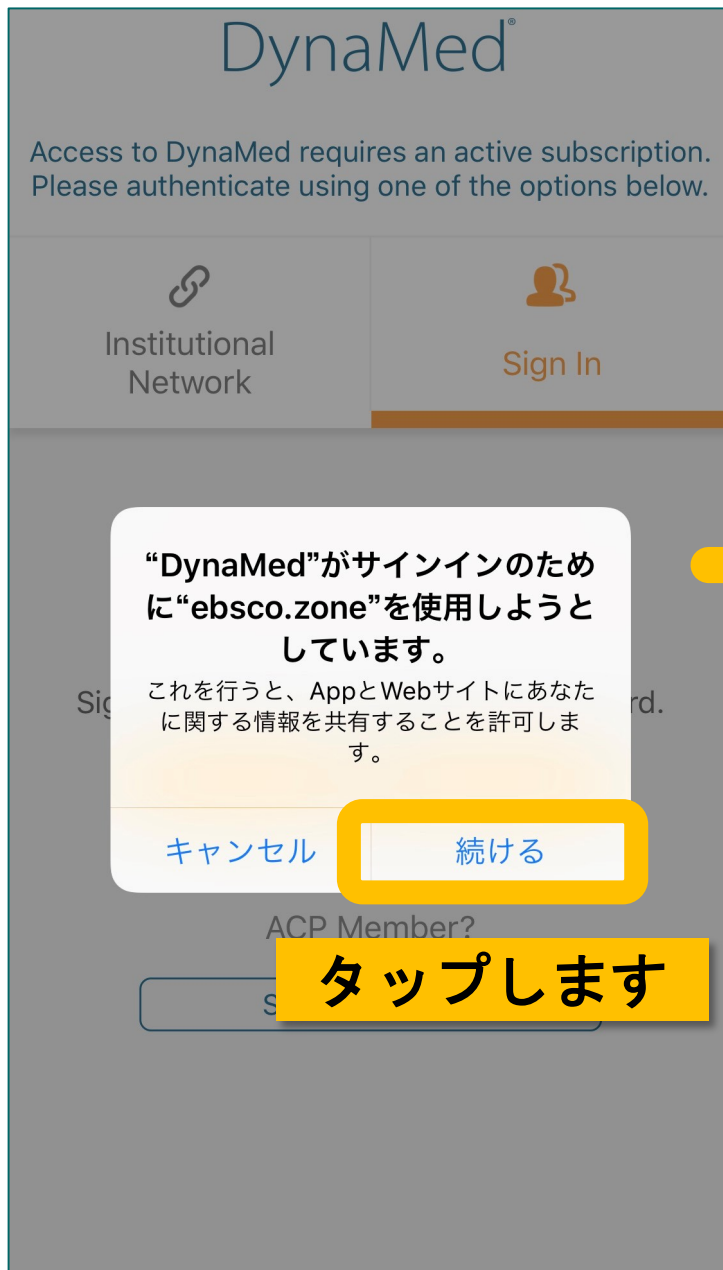 DynaMed®
Access to DynaMed requires an active subscription.
Please authenticate using one of the options below.
Institutional
Network
Sign In
“DynaMed”がサインインのため
に“ebsco.zone”を使用しようと
しています。
これを行うと、AppとWebサイトにあなた
に関する情報を共有することを許可しま
す。
キャンセル
続ける
ACP Member?
タップします